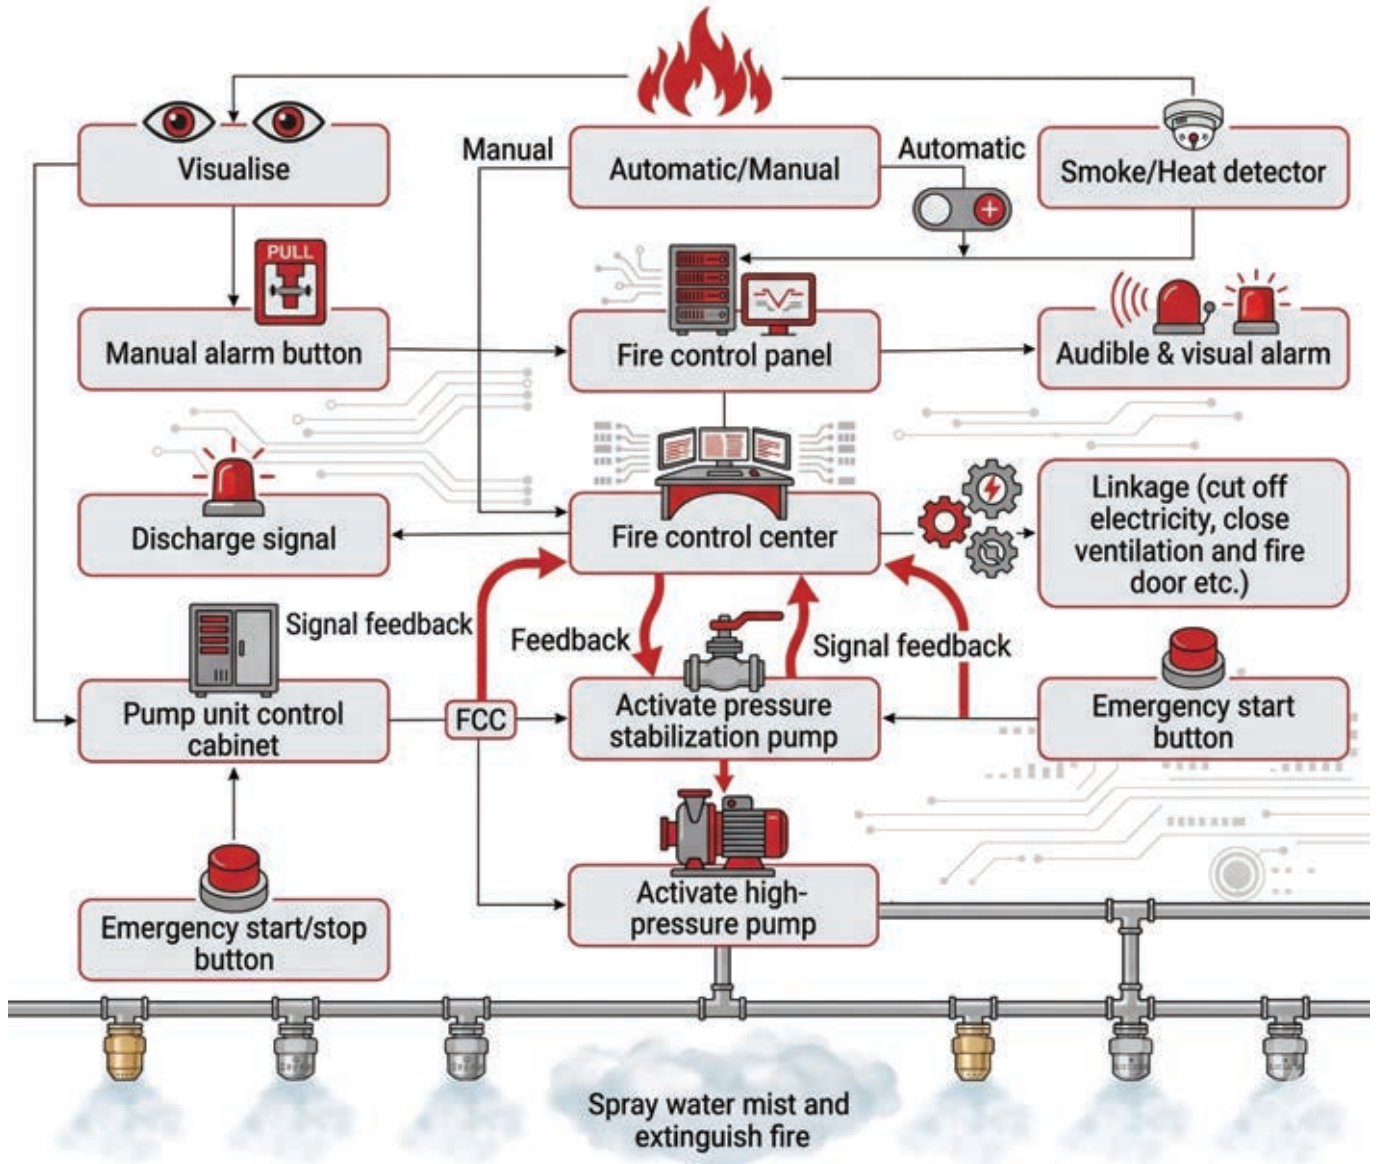 Visualise
Manual
Automatic/Manual
Automatic
Smoke/Heat detector
PULL
Manual alarm button
Fire control panel
Audible & visual alarm
Discharge signal
Fire control center
Linkage (cut off
electricity, close
ventilation and fire
door etc.)
Signal feedback
Feedback
Signal feedback
Pump unit control
cabinet
FCC
Activate pressure
stabilization pump
Emergency start
button
Emergency start/stop
button
Activate high-
pressure pump
Spray water mist and
extinguish fire